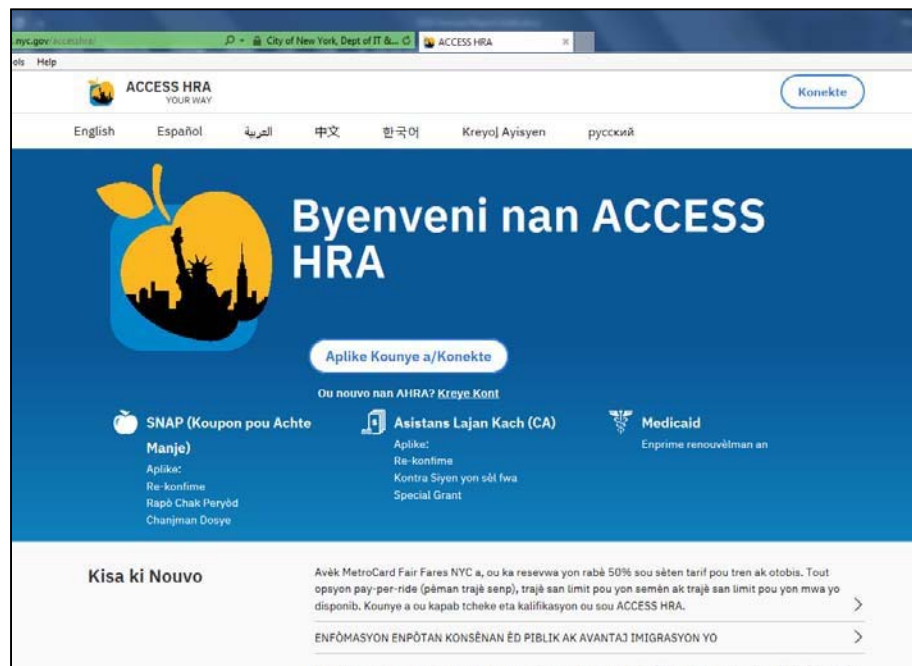 nyc.gov/accesshra/
City of New York, Dept of IT &...
ACCESS HRA
ols Help
ACCESS HRA
YOUR WAY
Konekte
English Español العربية 中文 한국어 Kreyol Ayisyen русский
Byenveni nan ACCESS
HRA
Aplike Kounye a/Konekte
Ou nouvo nan AHRA? Kreye Kont
SNAP (Koupon pou Achte
Manje)
Aplike:
Re-konfime
Rapò Chak Peryòd
Chanjman Dosye
Asistans Lajan Kach (CA)
Aplike:
Re-konfime
Kontra Siyen yon sèl fwa
Special Grant
Medicaid
Enprime renouvèlman an
Kisa ki Nouvo
Avèk MetroCard Fair Fares NYC a, ou ka resevwa yon rabè 50% sou sèten tarif pou tren ak otobis. Tout
opsyon pay-per-ride (pèman trajè senp), trajè san limit pou yon semèn ak trajè san limit pou yon mwa yo
disponib. Kounye a ou kapab tcheke eta kalifikasyon ou sou ACCESS HRA.
ENFÒMASYON ENPÒTAN KONSÈNAN ÈD PIBLIK AK AVANTAJ IMIGRASYON YO